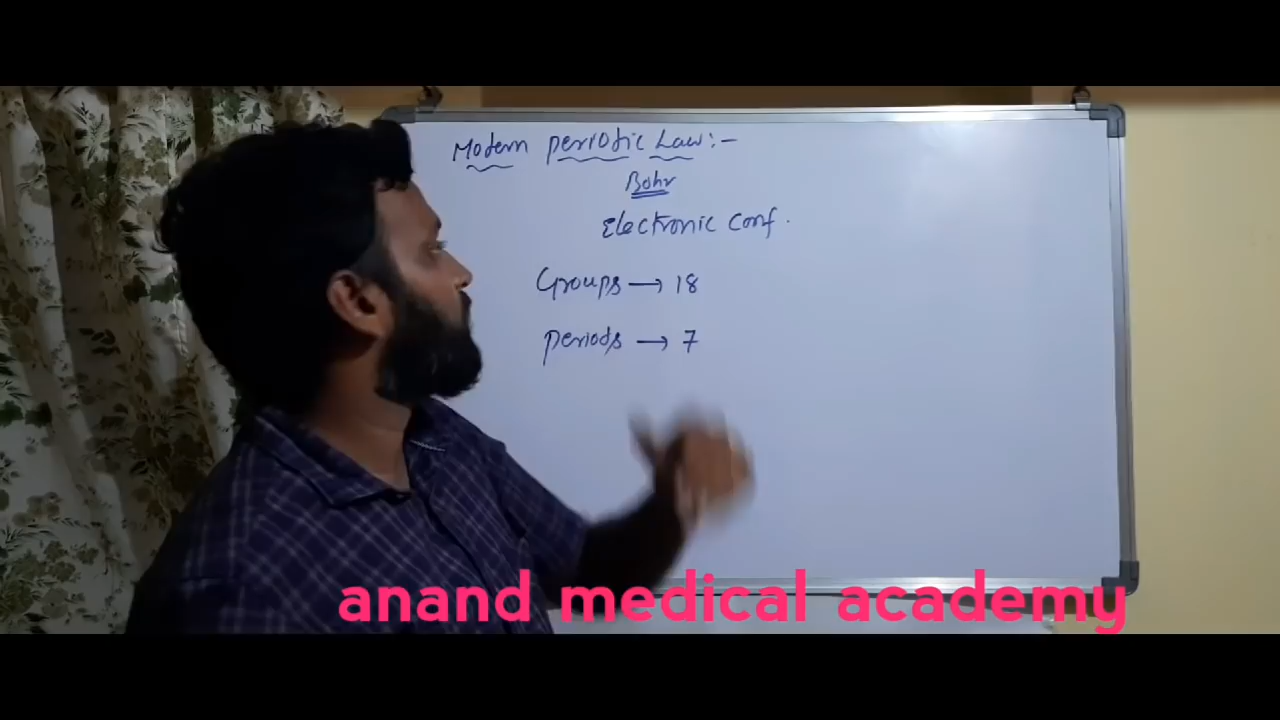 Modern periodic Law:-
Bohr
Electronic conf.
Groups → 18
periods → 7
anand medical academy